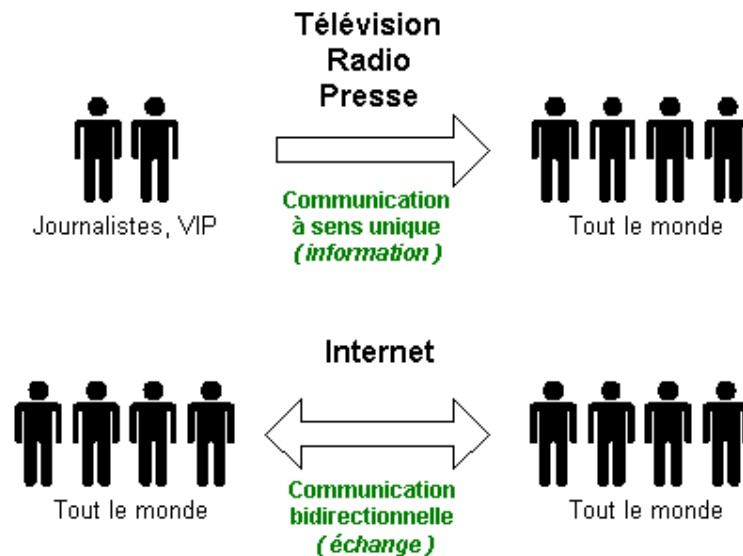 Télévision
Radio
Presse
Communication
à sens unique
( information )
Journalistes, VIP
Tout le monde
Internet
Communication
bidirectionnelle
( échange )
Tout le monde
Tout le monde